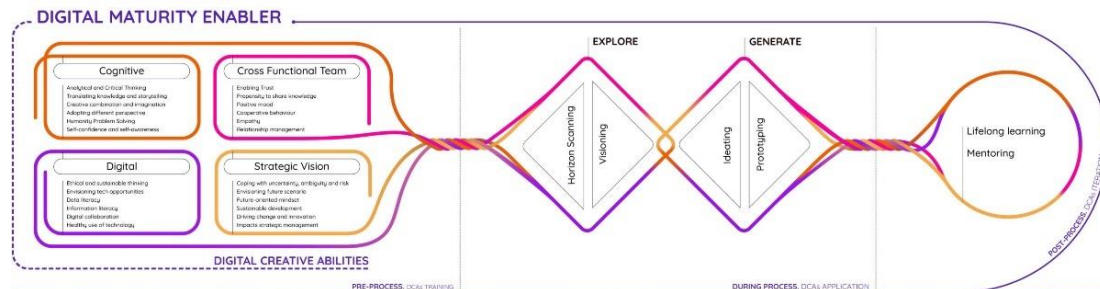 DIGITAL MATURITY ENABLER
Cognitive
Analytical and Critical Thinking
Translating knowledge and storytelling
Creative combination and imagination
Adopting different perspective
Humanity Problem Solving
Self-confidence and self-awareness
Cross Functional Team
Enabling Trust
Propensity to share knowledge
Positive mood
Cooperative behaviour
Empathy
Relationship management
Digital
Ethical and sustainable thinking
Envisioning tech opportunities
Data literacy
Information literacy
Digital collaboration
Healthy use of technology
Strategic Vision
Coping with uncertainty, ambiguity and risk
Envisioning future scenario
Future-oriented mindset
Sustainable development
Driving change and innovation
Impacts strategic management
DIGITAL CREATIVE ABILITIES
PRE-PROCESS, DCAs TRAINING
EXPLORE
Horizon Scanning
Visioning
GENERATE
Ideating
Prototyping
DURING PROCESS, DCAs APPLICATION
Lifelong learning
Mentoring
POST-PROCESS, DCAs ITERATION